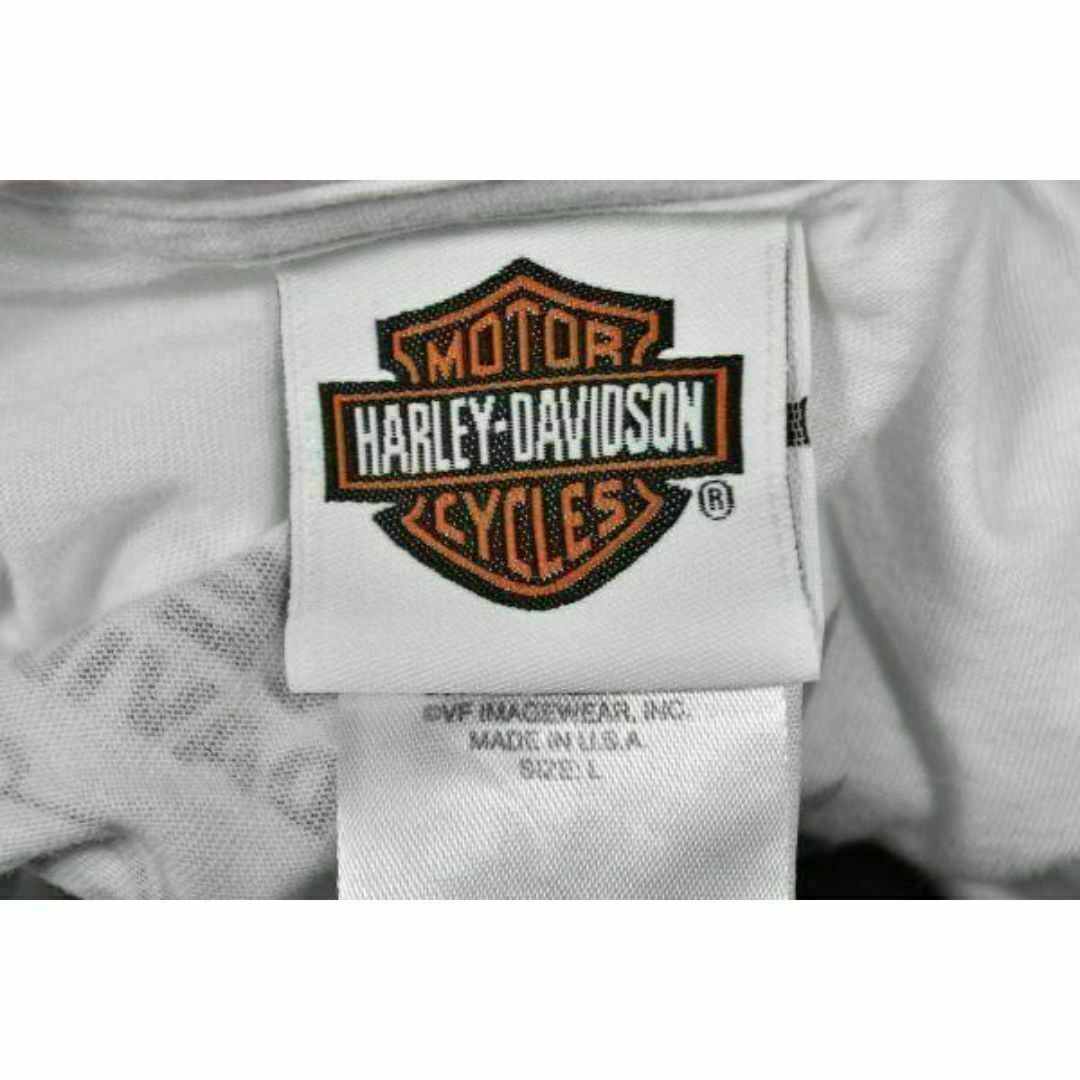 MOTOR
HARLEY-DAVIDSON
CYCLES
®
©VF IMAGEWEAR, INC.
MADE IN U.S.A.
SIZE: L